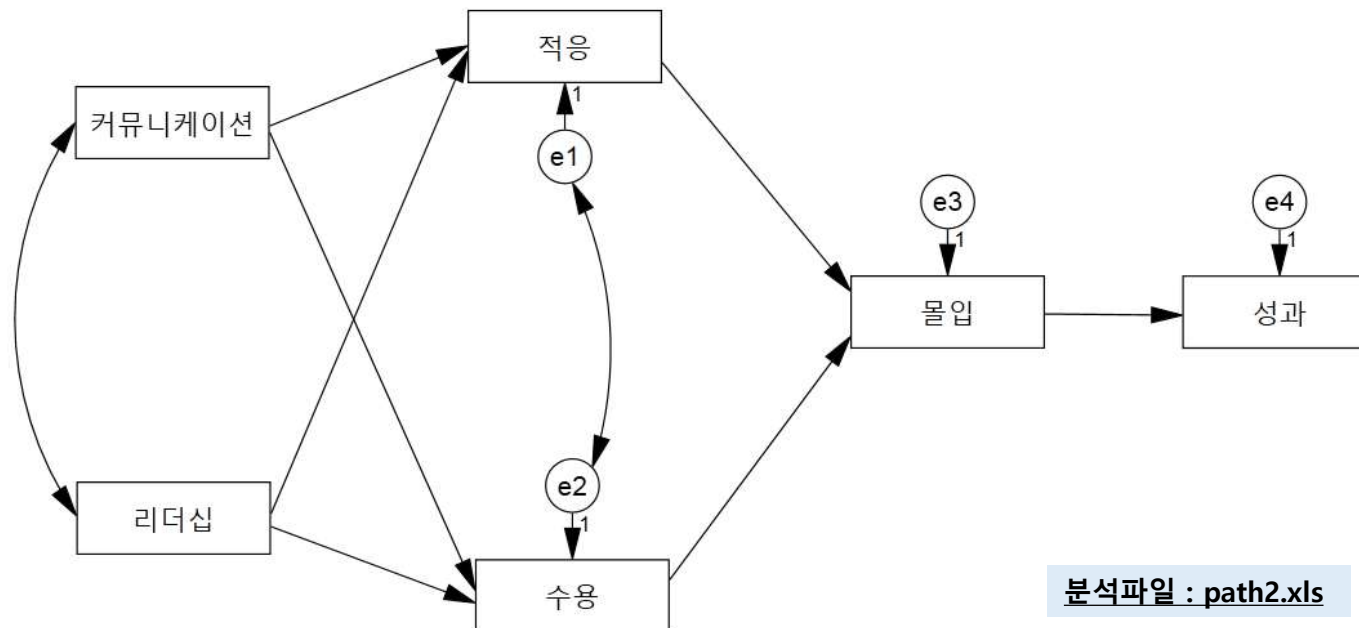 적응
1
커뮤니케이션
e1
e3
1
e4
1
몰입
성과
e2
1
리더십
수용
분석파일 : path2.xls